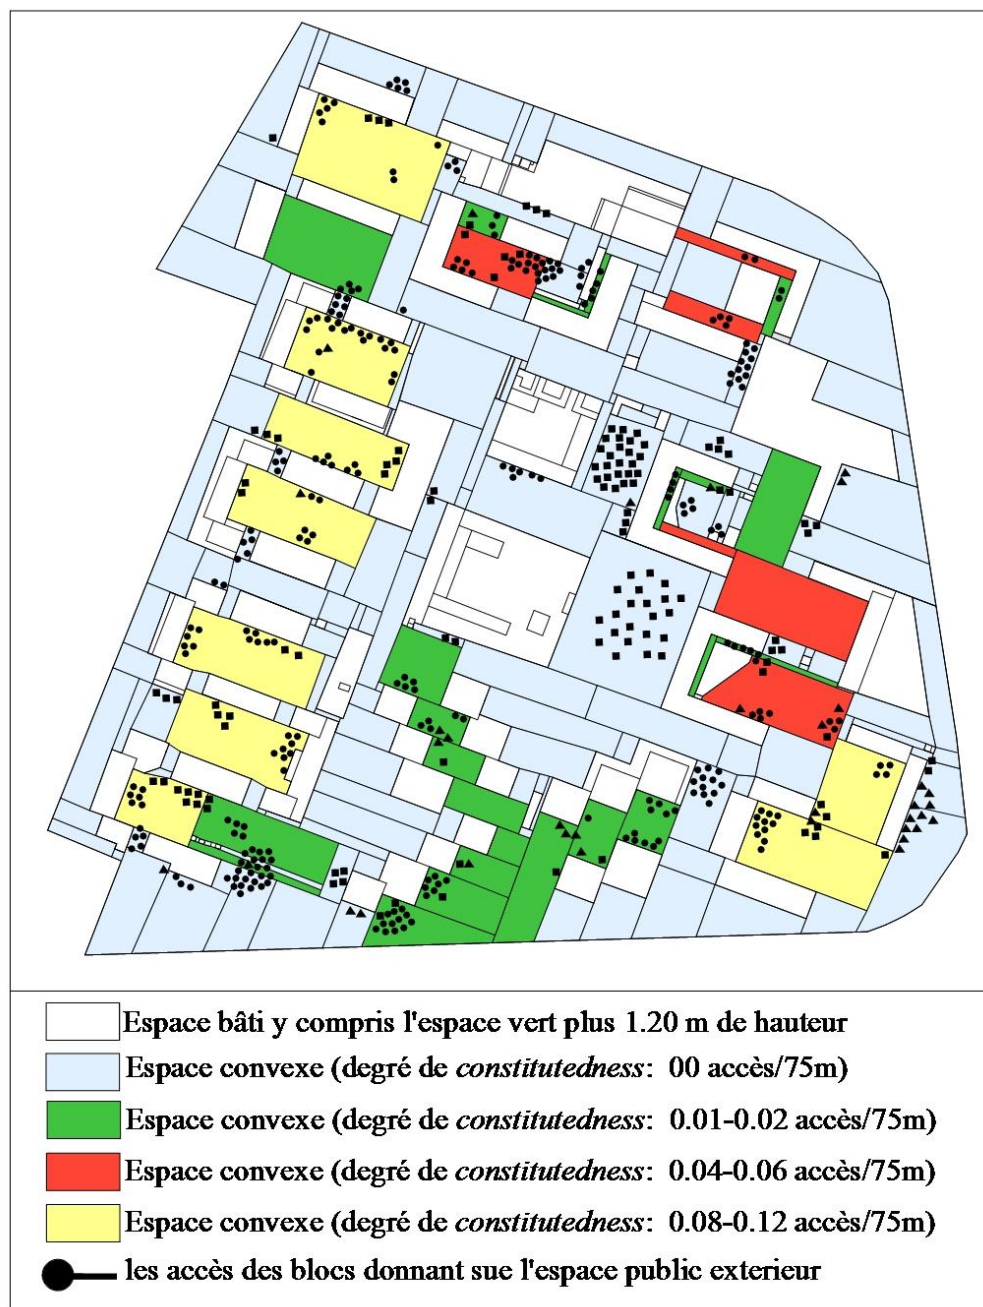 Espace bâti y compris l'espace vert plus 1.20 m de hauteur
Espace convexe (degré de constitutedness: 00 accès/75m)
Espace convexe (degré de constitutedness: 0.01-0.02 accès/75m)
Espace convexe (degré de constitutedness: 0.04-0.06 accès/75m)
Espace convexe (degré de constitutedness: 0.08-0.12 accès/75m)
les accès des blocs donnant sue l'espace public exterieur